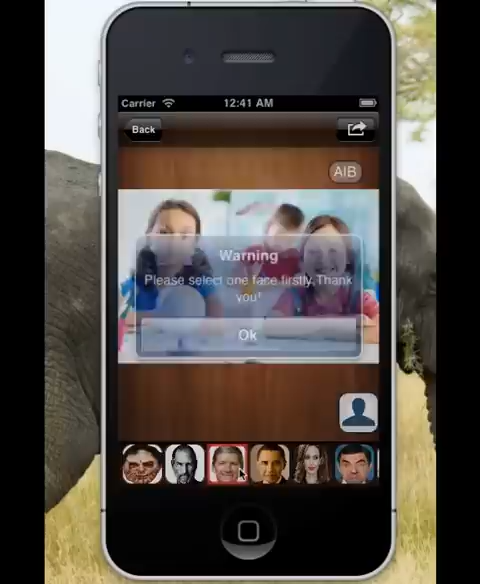 Carrier 12:41 AM
Back
A|B
Warning
Please select one face firstly.Thank
you!
Ok